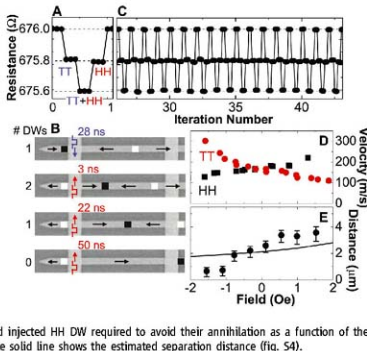 A
C
Resistance (Ω)
676.0
675.8
675.6
TT
HH
TT+HH
0
1
30
35
40
Iteration Number
# DWs
B
28 ns
1
3 ns
2
22 ns
1
50 ns
0
D
TT
HH
300
200
100
0
Velocity (m/s)
E
4
2
0
Distance (μm)
-2
-1
0
1
2
Field (Oe)
d injected HH DW required to avoid their annihilation as a function of the
e solid line shows the estimated separation distance (fig. S4).